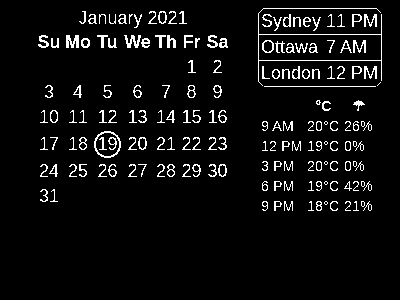 January 2021
Su Mo Tu We Th Fr Sa
1 2
3 4 5 6 7 8 9
10 11 12 13 14 15 16
17 18 19 20 21 22 23
24 25 26 27 28 29 30
31
Sydney 11 PM
Ottawa 7 AM
London 12 PM
°C ☂
9 AM 20°C 26%
12 PM 19°C 0%
3 PM 20°C 0%
6 PM 19°C 42%
9 PM 18°C 21%